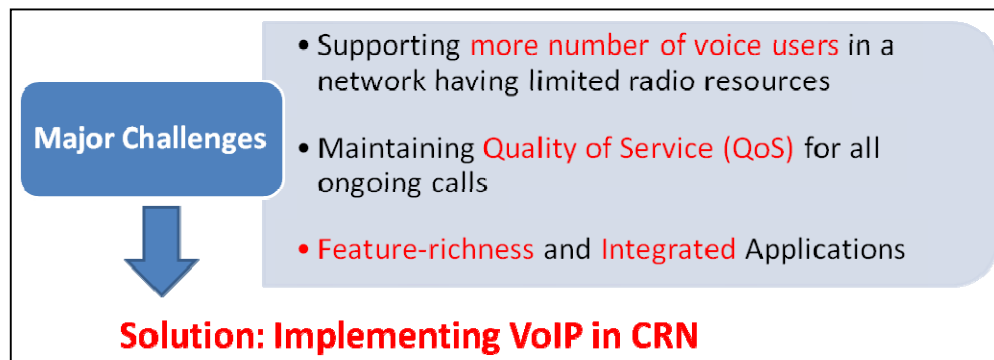 Major Challenges
• Supporting more number of voice users in a
network having limited radio resources
• Maintaining Quality of Service (QoS) for all
ongoing calls
• Feature-richness and Integrated Applications
Solution: Implementing VoIP in CRN